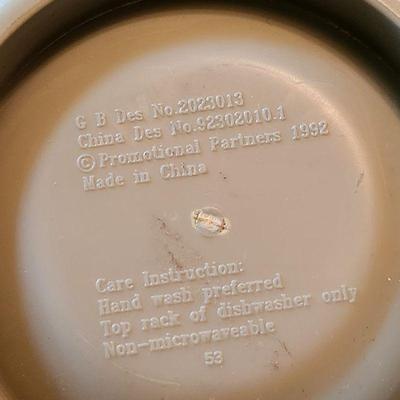 G B Des No.2023013
China Des No.92302010.1
©Promotional Partners 1992
Made in China
Care Instruction:
Hand wash preferred
Top rack of dishwasher only
Non-microwaveable
53